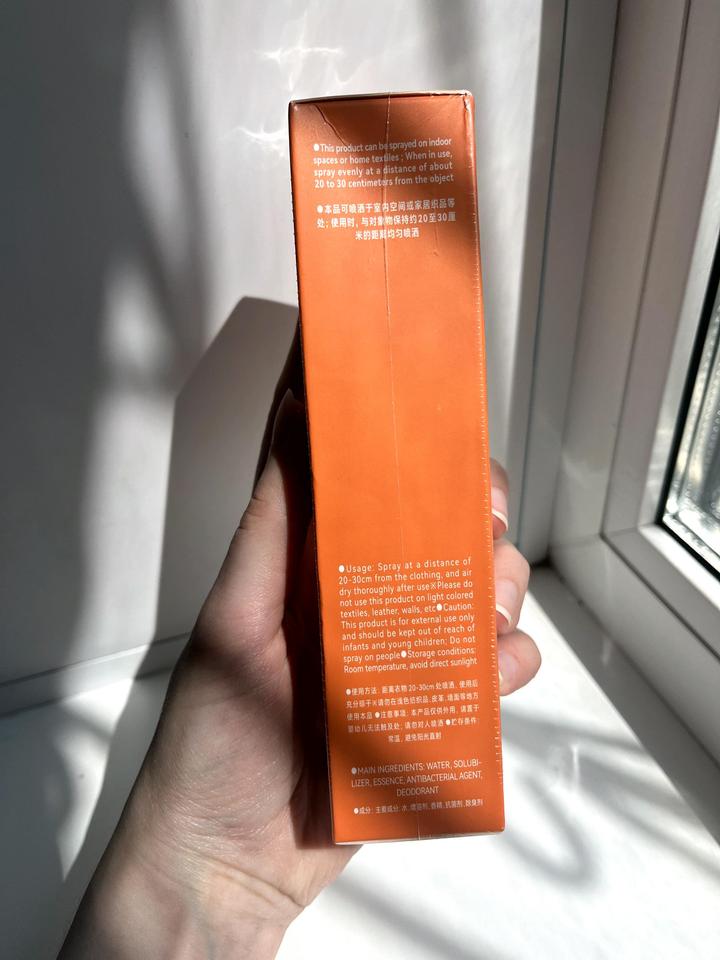 ●This product can be sprayed on indoor
spaces or home textiles ; When in use,
spray evenly at a distance of about
20 to 30 centimeters from the object
●本品可喷洒于室内空间或家居织品等
处; 使用时, 与对象物保持约20至30厘
米的距离均匀喷洒
●Usage: Spray at a distance of
20-30cm from the clothing, and air
dry thoroughly after use※Please do
not use this product on light colored
textiles, leather, walls, etc●Caution:
This product is for external use only
and should be kept out of reach of
infants and young children; Do not
spray on people●Storage conditions:
Room temperature, avoid direct sunlight
●使用方法: 距离衣物 20-30cm 处喷洒, 使用后
充分晾干※请勿在浅色纺织品, 皮革, 墙面等地方
使用本品 ●注意事项: 本产品仅供外用, 请置于
婴幼儿无法触及处; 请勿对人喷洒 ●贮存条件:
常温, 避免阳光直射
●MAIN INGREDIENTS: WATER, SOLUBI-
LIZER, ESSENCE, ANTIBACTERIAL AGENT,
DEODORANT
●成分: 主要成分: 水, 增溶剂, 香精, 抗菌剂, 除臭剂